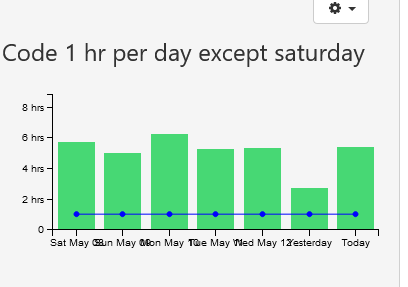 Code 1 hr per day except saturday
8 hrs
6 hrs
4 hrs
2 hrs
0
Sat May 08 Sun May 09 Mon May 10 Tue May 11 Wed May 12 Yesterday Today